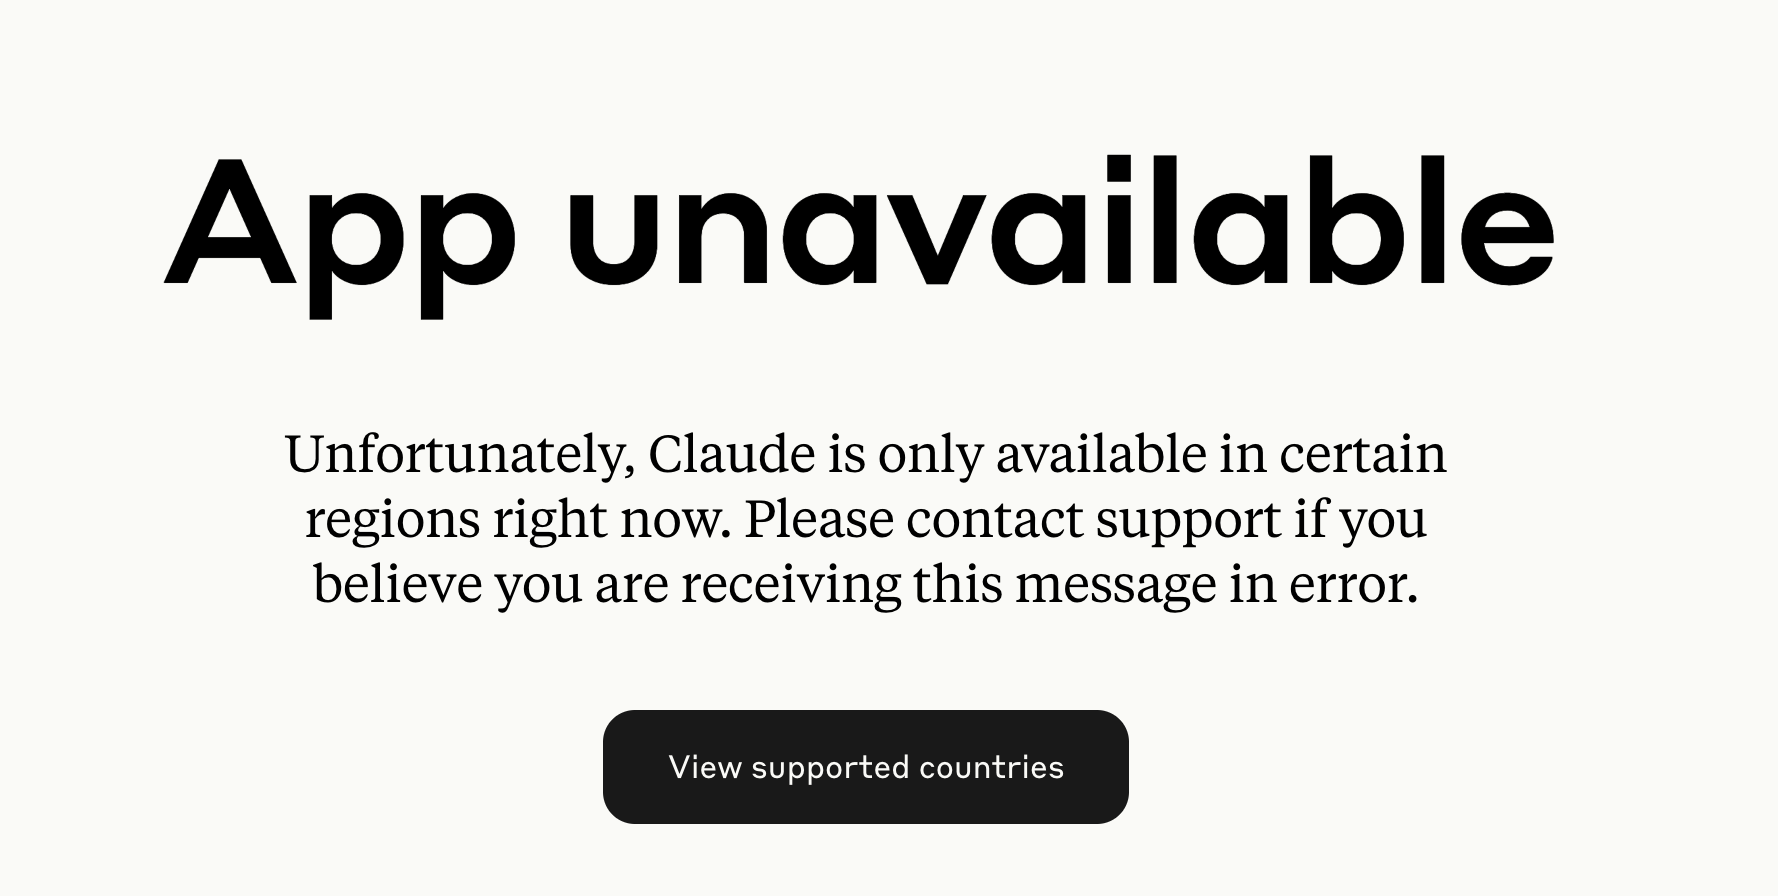 App unavailable
Unfortunately, Claude is only available in certain
regions right now. Please contact support if you
believe you are receiving this message in error.
View supported countries